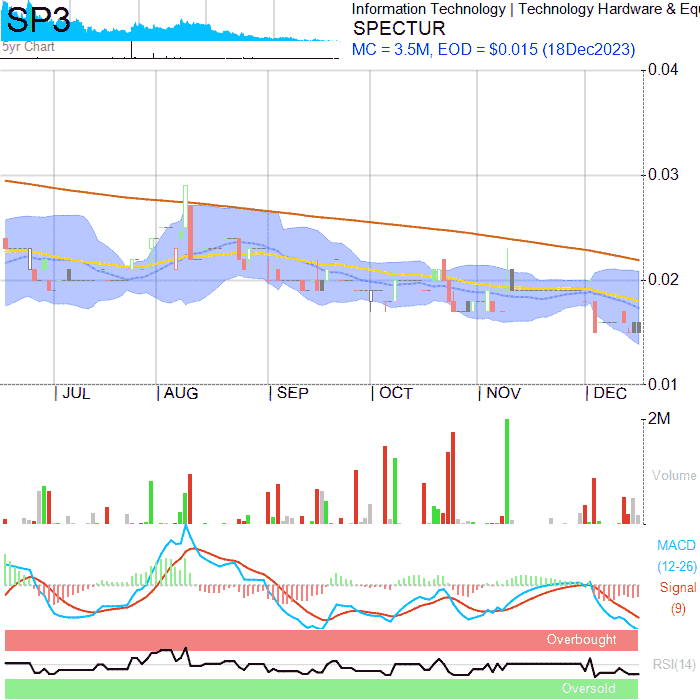 SP3
Information Technology | Technology Hardware & Equ
SPECTUR
5yr Chart
MC = 3.5M, EOD = $0.015 (18Dec2023)
0.04
0.03
0.02
0.01
| JUL | AUG | SEP | OCT | NOV | DEC
2M
Volume
MACD
(12-26)
Signal
(9)
Overbought
RSI(14)
Oversold